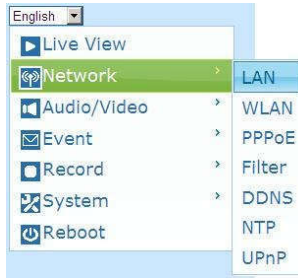 English
Live View
Network
Audio/Video
Event
Record
System
Reboot
LAN
WLAN
PPPoE
Filter
DDNS
NTP
UPnP